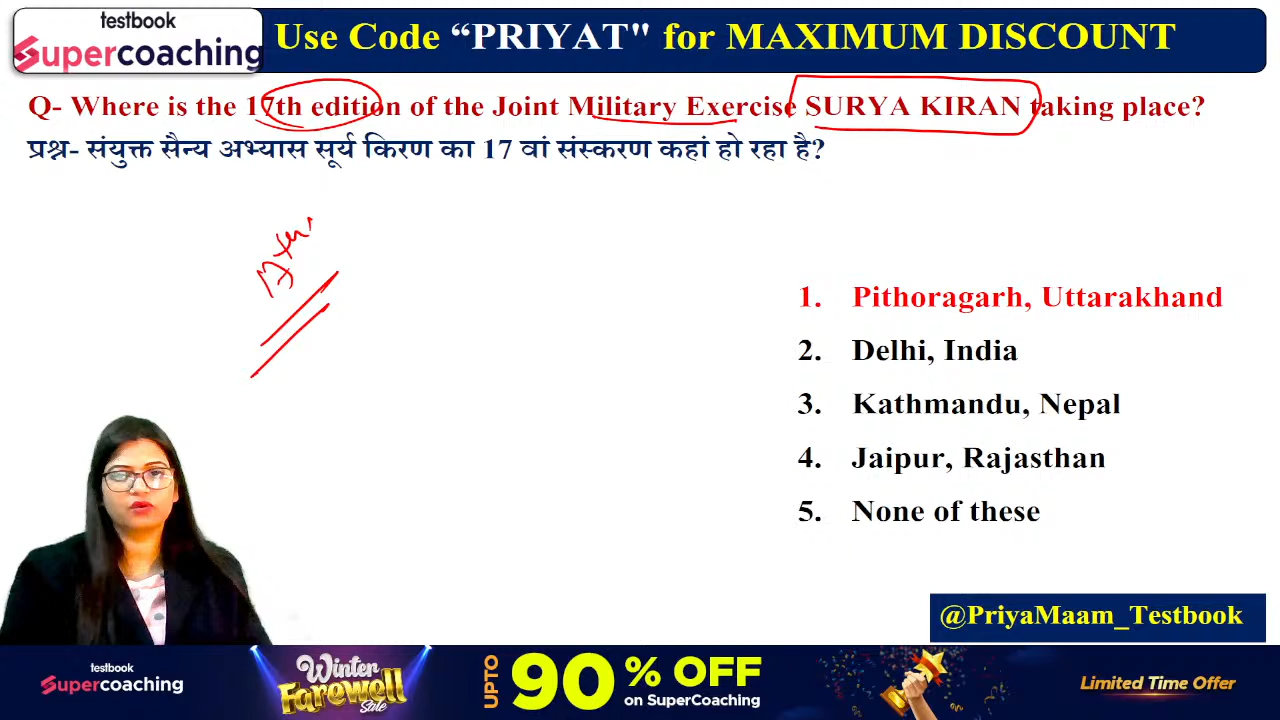 testbook
Supercoaching
Use Code “PRIYAT" for MAXIMUM DISCOUNT
Q- Where is the 17th edition of the Joint Military Exercise SURYA KIRAN taking place?
प्रश्न- संयुक्त सैन्य अभ्यास सूर्य किरण का 17 वां संस्करण कहां हो रहा है?
1. Pithoragarh, Uttarakhand
2. Delhi, India
3. Kathmandu, Nepal
4. Jaipur, Rajasthan
5. None of these
@PriyaMaam_Testbook
testbook
Supercoaching
Winter
Farewell
Sale
UPTO 90% OFF
on SuperCoaching
Limited Time Offer